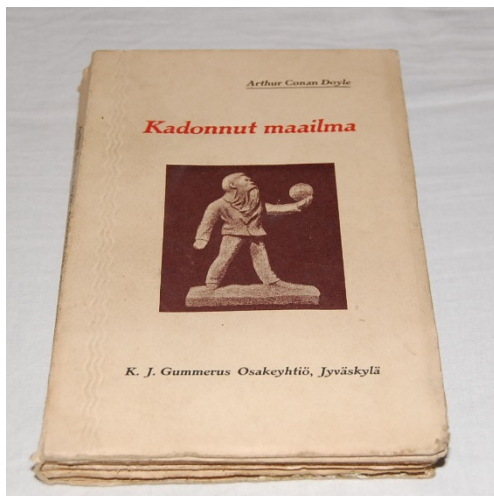 Arthur Conan Doyle
Kadonnut maailma
K. J. Gummerus Osakeyhtiö, Jyväskylä